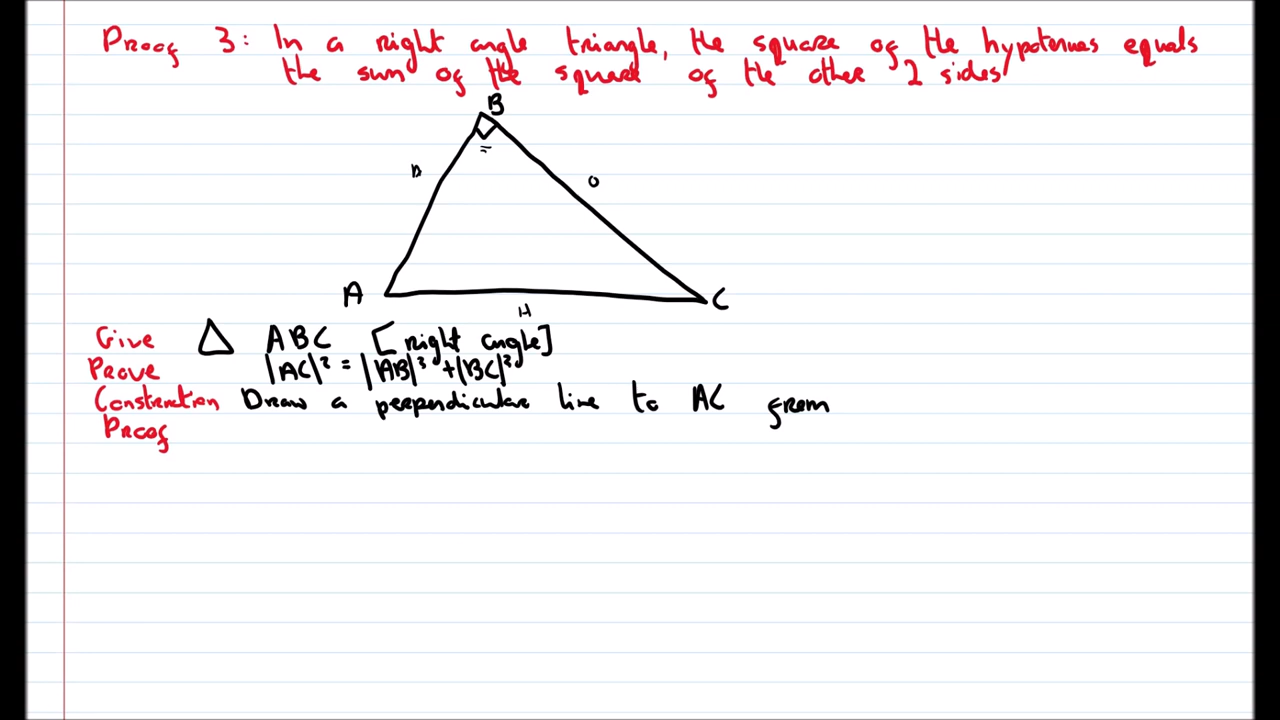 Proof 3: In a right angle triangle, the square of the hypotenus equals
the sum of the square of the other 2 sides
B
=
O
A
C
H
Give △ ABC [right angle]
Prove |AC|² = |AB|² + |BC|²
Construction Draw a perpendicular line to AC from
Proof